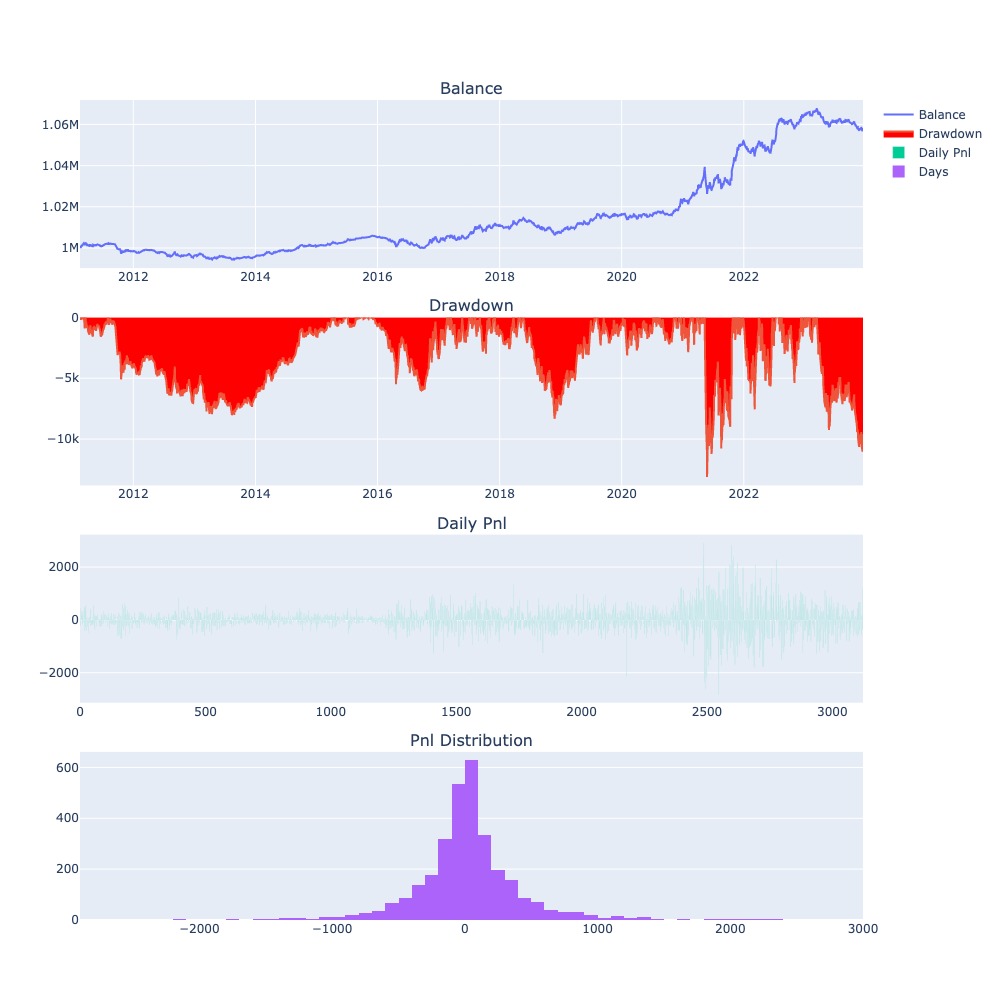 Balance
1.06M
1.04M
1.02M
1M
2012 2014 2016 2018 2020 2022
Balance
Drawdown
Daily Pnl
Days
Drawdown
0
−5k
−10k
2012 2014 2016 2018 2020 2022
Daily Pnl
2000
0
−2000
0 500 1000 1500 2000 2500 3000
Pnl Distribution
600
400
200
0
−2000 −1000 0 1000 2000 3000